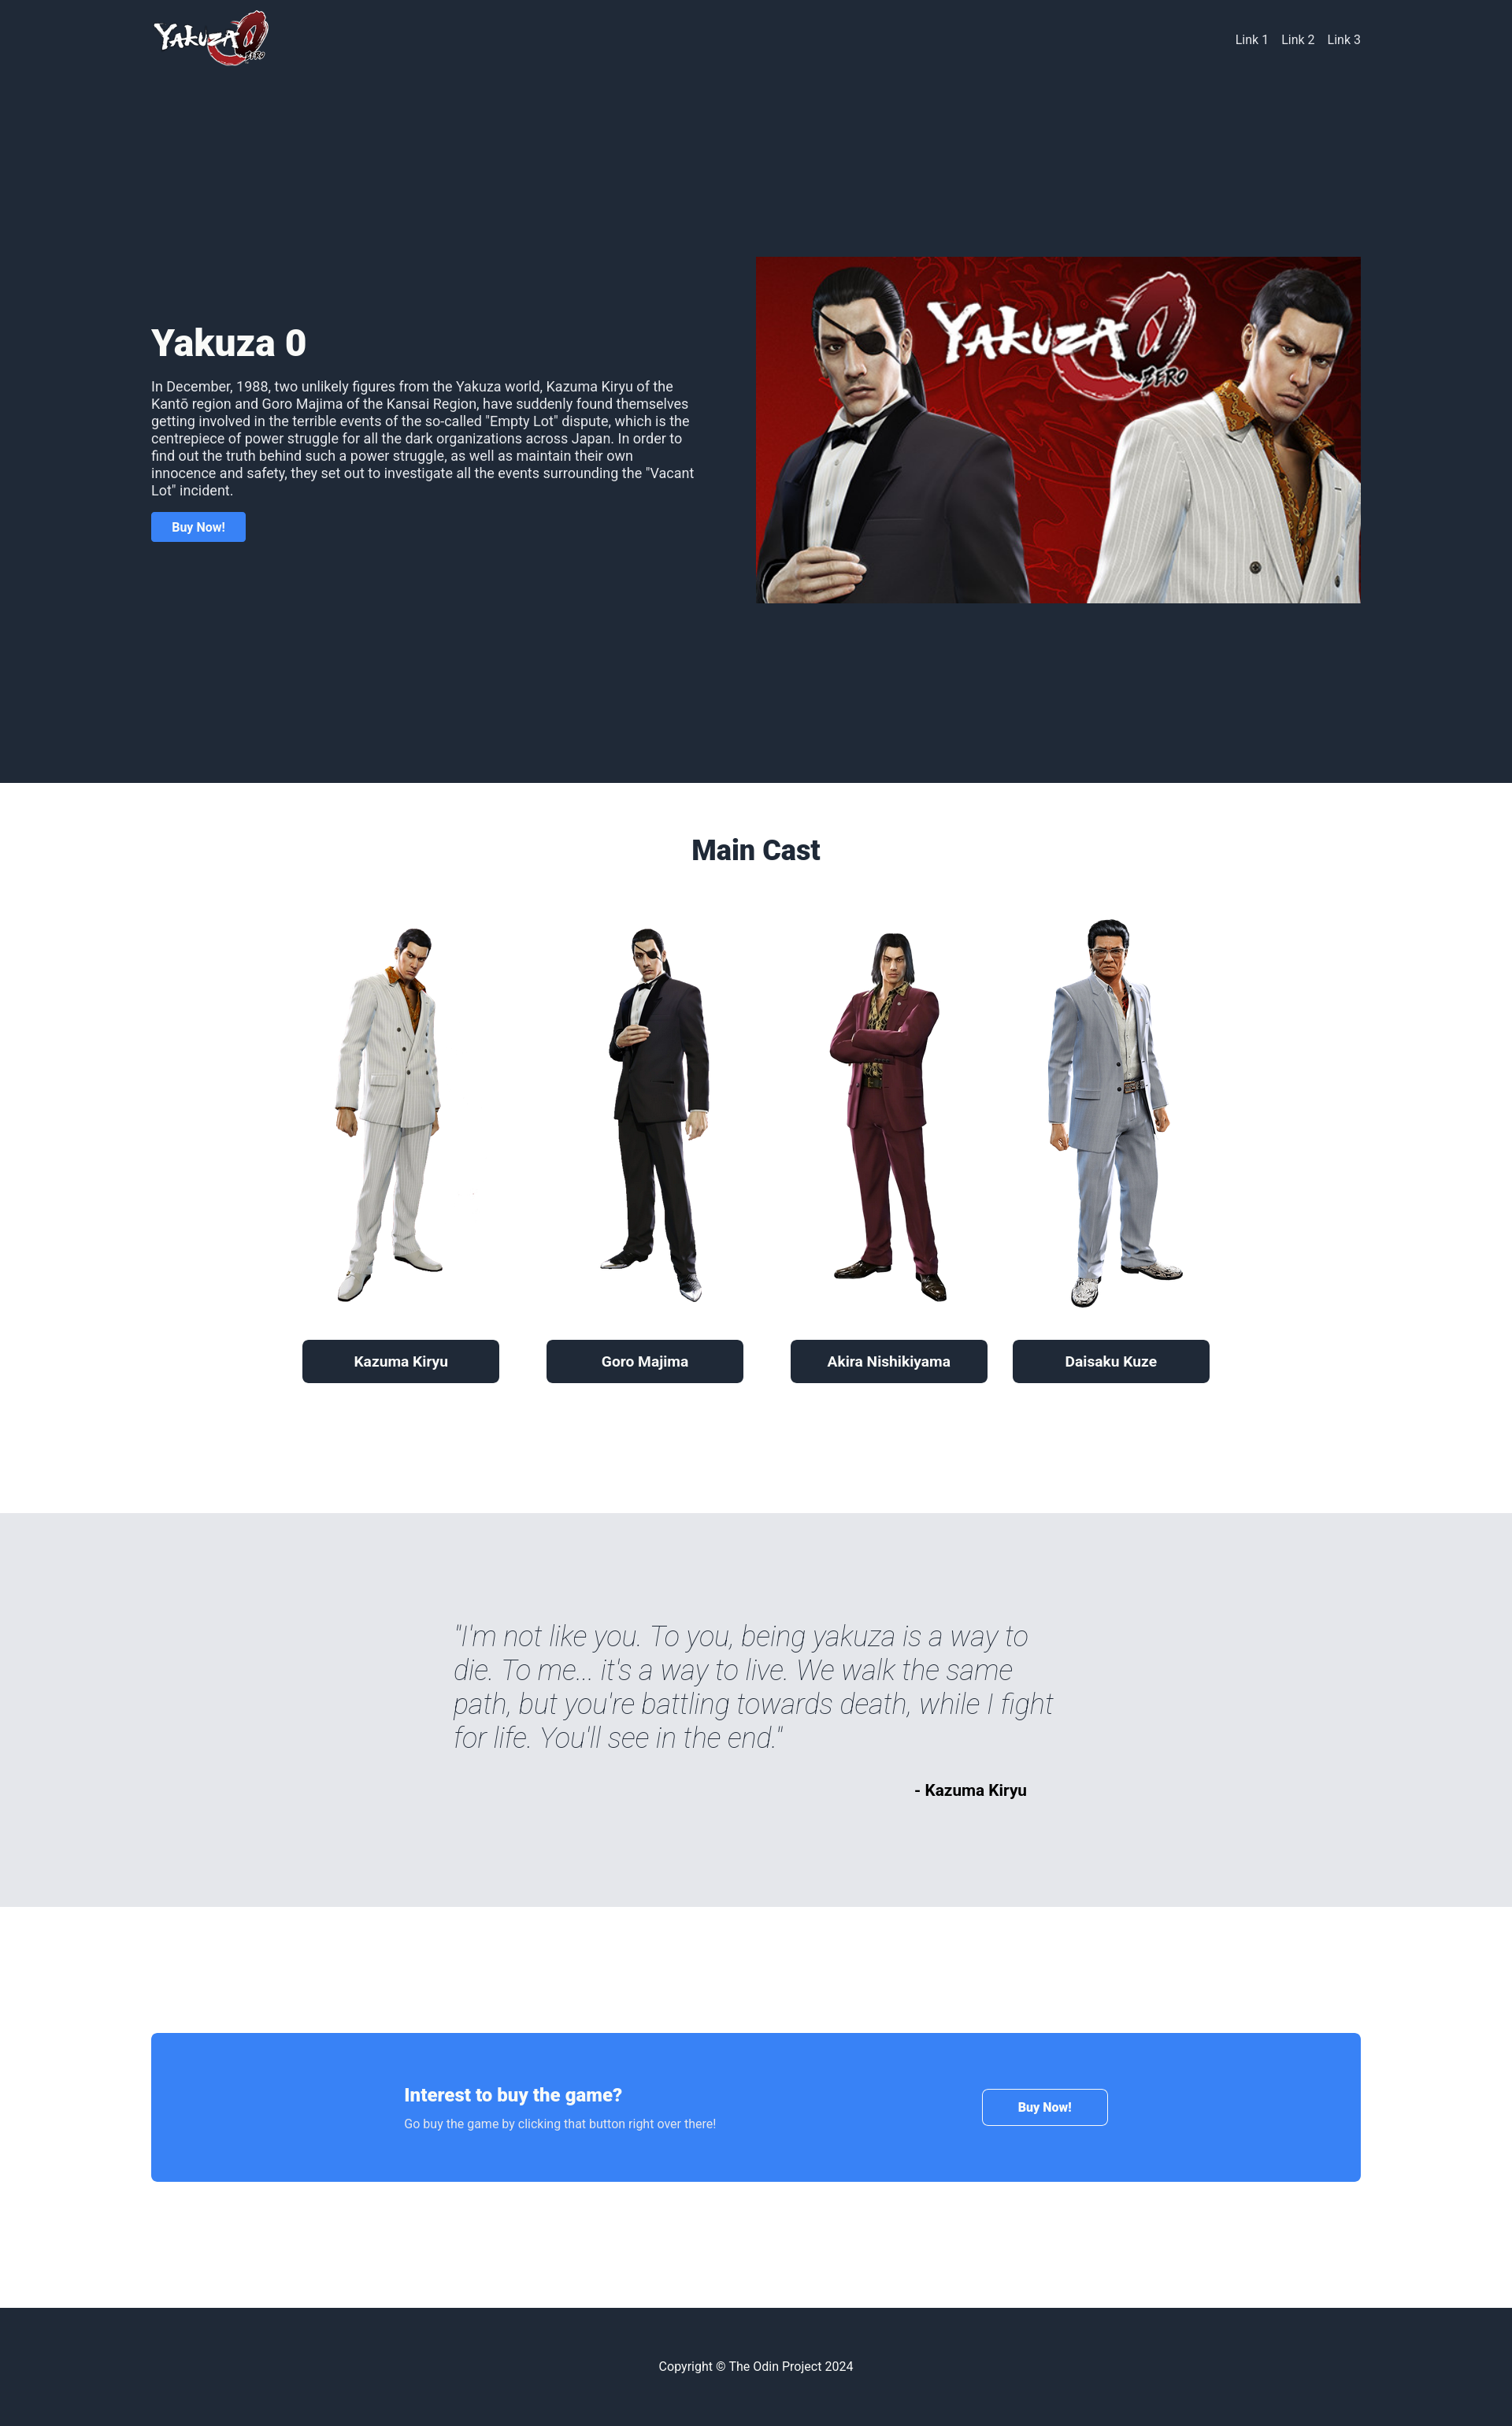 Yakuza 0
ZERO
Link 1 Link 2 Link 3
Yakuza 0
ZERO
TM
Yakuza 0
In December, 1988, two unlikely figures from the Yakuza world, Kazuma Kiryu of the
Kantō region and Goro Majima of the Kansai Region, have suddenly found themselves
getting involved in the terrible events of the so-called "Empty Lot" dispute, which is the
centrepiece of power struggle for all the dark organizations across Japan. In order to
find out the truth behind such a power struggle, as well as maintain their own
innocence and safety, they set out to investigate all the events surrounding the "Vacant
Lot" incident.
Buy Now!
Main Cast
Kazuma Kiryu
Goro Majima
Akira Nishikiyama
Daisaku Kuze
"I'm not like you. To you, being yakuza is a way to
die. To me... it's a way to live. We walk the same
path, but you're battling towards death, while I fight
for life. You'll see in the end."
- Kazuma Kiryu
Interest to buy the game?
Go buy the game by clicking that button right over there!
Buy Now!
Copyright © The Odin Project 2024